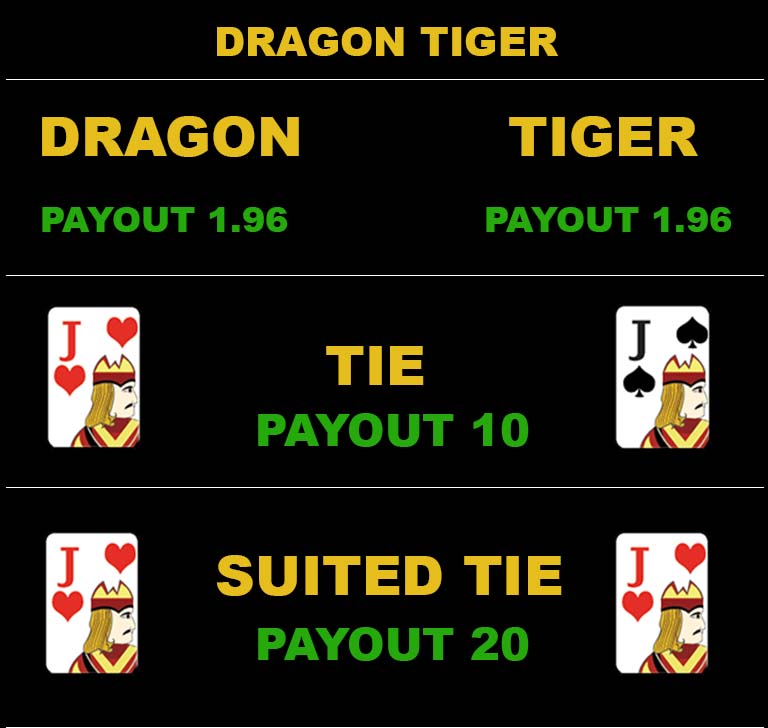 DRAGON TIGER
DRAGON TIGER
PAYOUT 1.96 PAYOUT 1.96
J J
TIE
PAYOUT 10
J J
SUITED TIE
PAYOUT 20